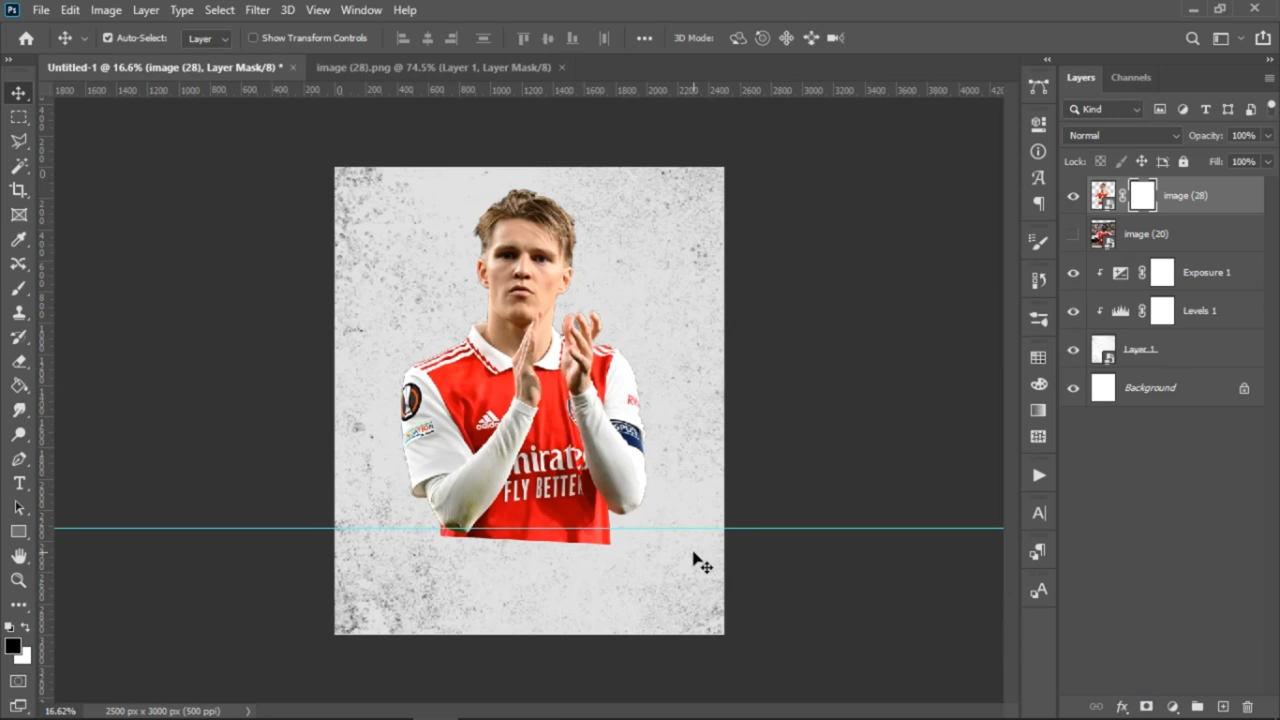 Ps File Edit Image Layer Type Select Filter 3D View Window Help
Auto-Select: Layer Show Transform Controls 3D Mode:
Untitled-1 @ 16.6% (image (28), Layer Mask/8) * × image (28).png @ 74.5% (Layer 1, Layer Mask/8) ×
1800 1600 1400 1200 1000 800 600 400 200 0 200 400 600 800 1000 1200 1400 1600 1800 2000 2200 2400 2600 2800 3000 3200 3400 3600 3800 4000
Layers Channels
Kind
Normal Opacity: 100%
Lock: Fill: 100%
image (28)
image (20)
Exposure 1
Levels 1
Layer 1
Background
adidas
FLY BETTER
16.62% 2500 px x 3000 px (500 ppi)